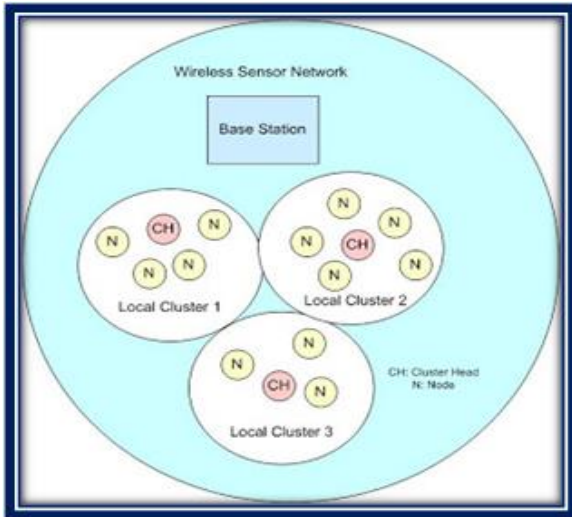 Wireless Sensor Network
Base Station
N
CH
N
N
N
Local Cluster 1
N
N
N
CH
N
N
Local Cluster 2
N
N
CH
N
Local Cluster 3
CH: Cluster Head
N: Node